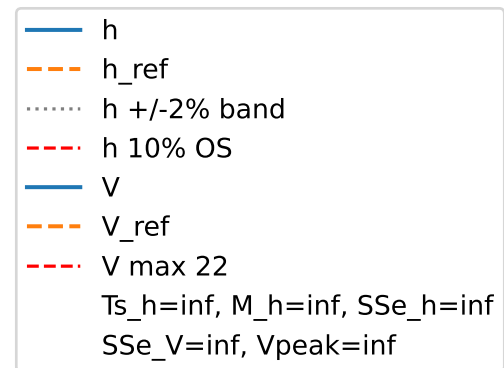 h
h_ref
h +/-2% band
h 10% OS
V
V_ref
V max 22
Ts_h=inf, M_h=inf, SSe_h=inf
SSe_V=inf, Vpeak=inf